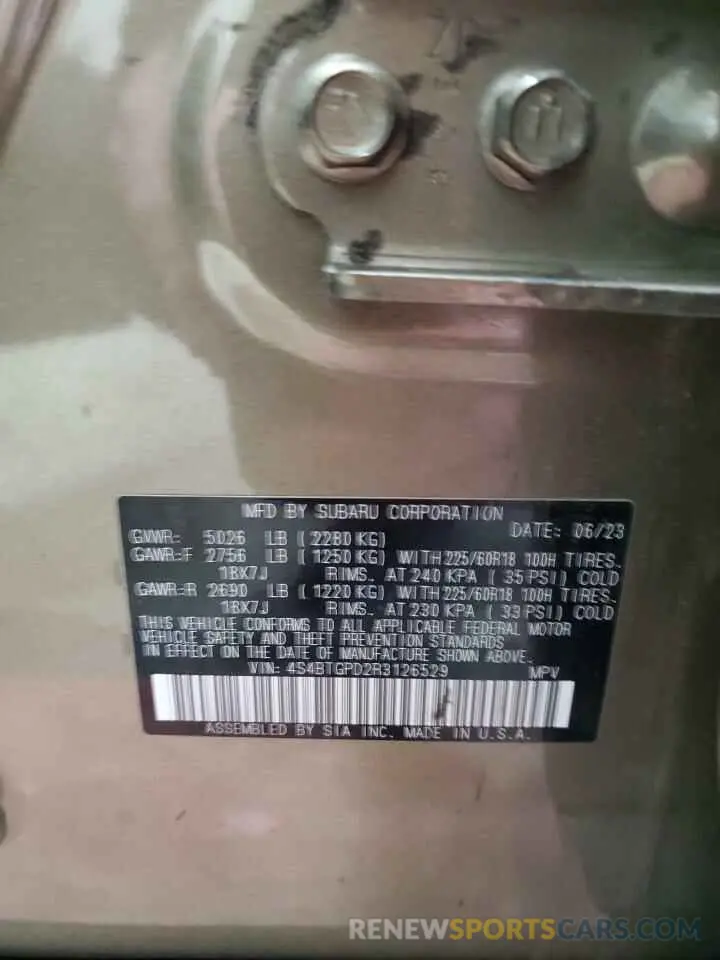 MFD BY SUBARU CORPORATION
DATE: 06/23
GVWR: 5026 LB (2280 KG)
GAWR:F 2756 LB (1250 KG) WITH 225/60R18 100H TIRES.
18X7J RIMS. AT 240 KPA (35 PSI) COLD
GAWR:R 2690 LB (1220 KG) WITH 225/60R18 100H TIRES.
18X7J RIMS. AT 230 KPA (33 PSI) COLD
THIS VEHICLE CONFORMS TO ALL APPLICABLE FEDERAL MOTOR
VEHICLE SAFETY AND THEFT PREVENTION STANDARDS
IN EFFECT ON THE DATE OF MANUFACTURE SHOWN ABOVE.
VIN: 4S4BTGPD2R3126529 MPV
ASSEMBLED BY SIA INC. MADE IN U.S.A.
RENEWSPORTSCARS.COM